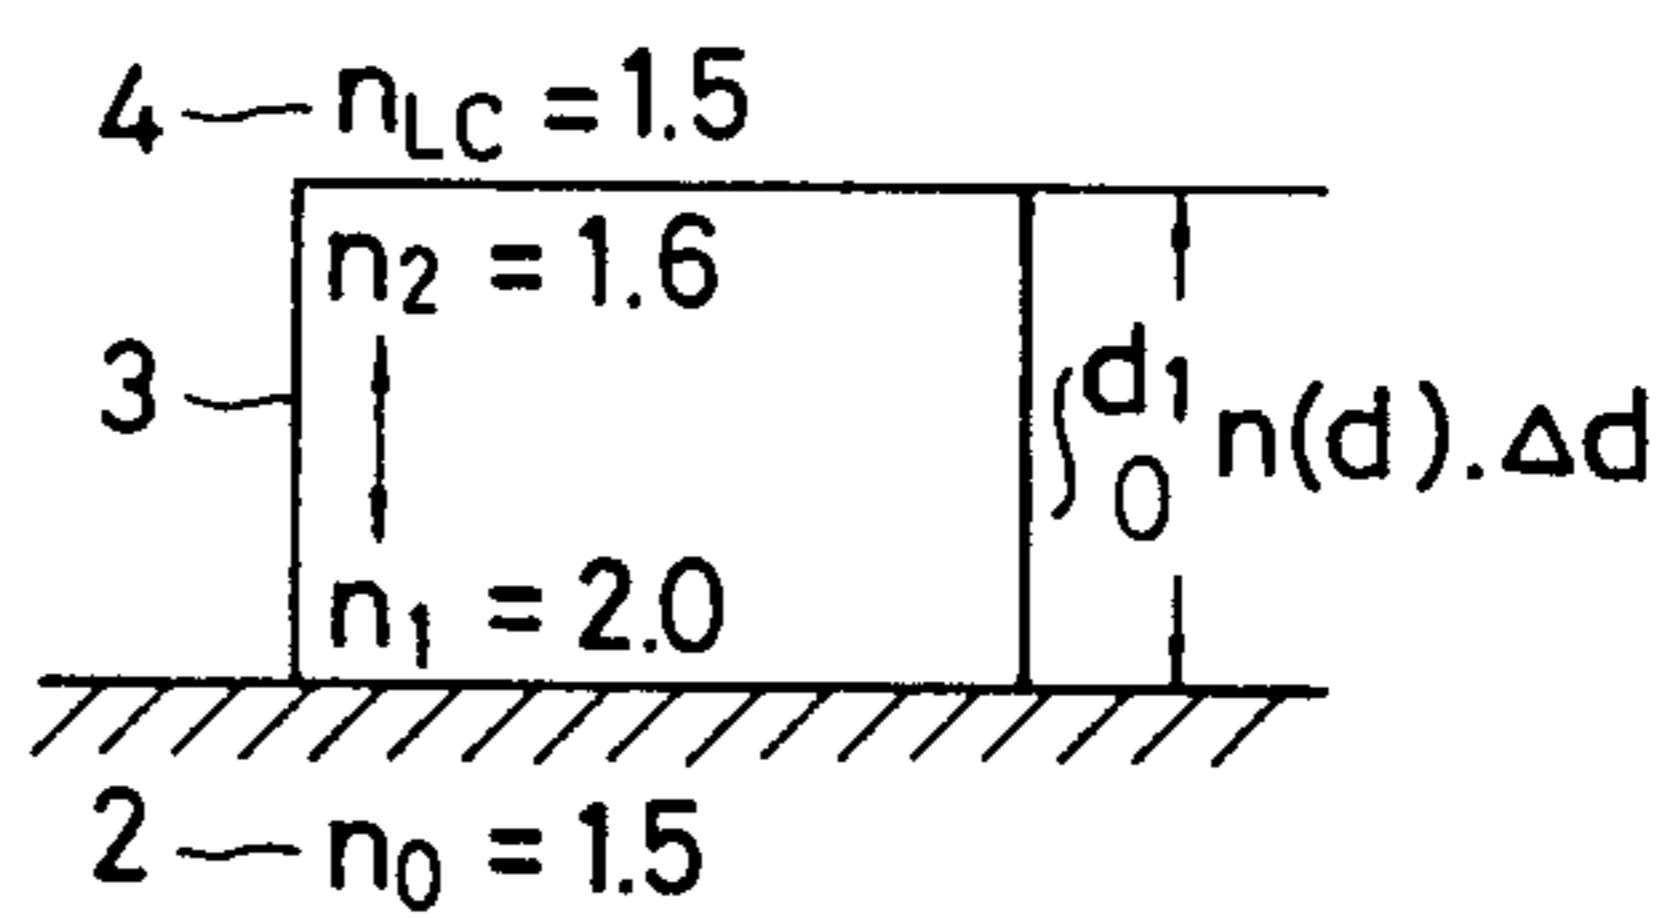 4 n_LC = 1.5
n₂ = 1.6
3
∫₀^d₁ n(d).Δd
n₁ = 2.0
2 n₀ = 1.5